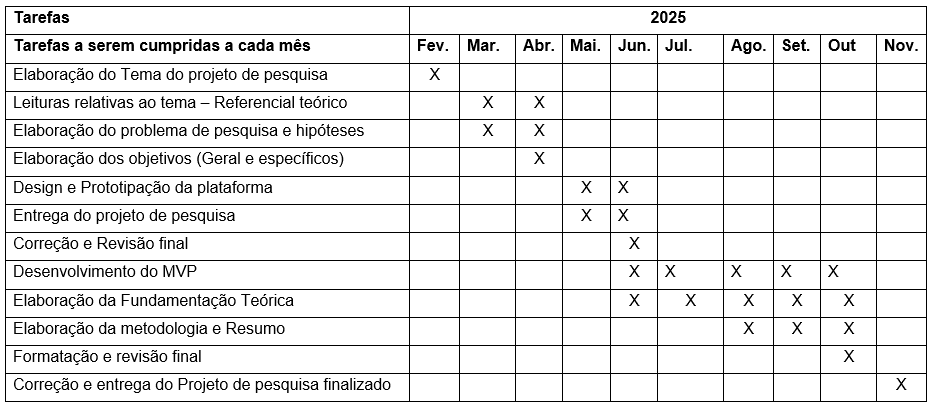 Tarefas 2025
Tarefas a serem cumpridas a cada mês Fev. Mar. Abr. Mai. Jun. Jul. Ago. Set. Out Nov.
Elaboração do Tema do projeto de pesquisa X
Leituras relativas ao tema – Referencial teórico X X
Elaboração do problema de pesquisa e hipóteses X X
Elaboração dos objetivos (Geral e específicos) X
Design e Prototipação da plataforma X X
Entrega do projeto de pesquisa X X
Correção e Revisão final X
Desenvolvimento do MVP X X X X X
Elaboração da Fundamentação Teórica X X X X X
Elaboração da metodologia e Resumo X X X
Formatação e revisão final X
Correção e entrega do Projeto de pesquisa finalizado X